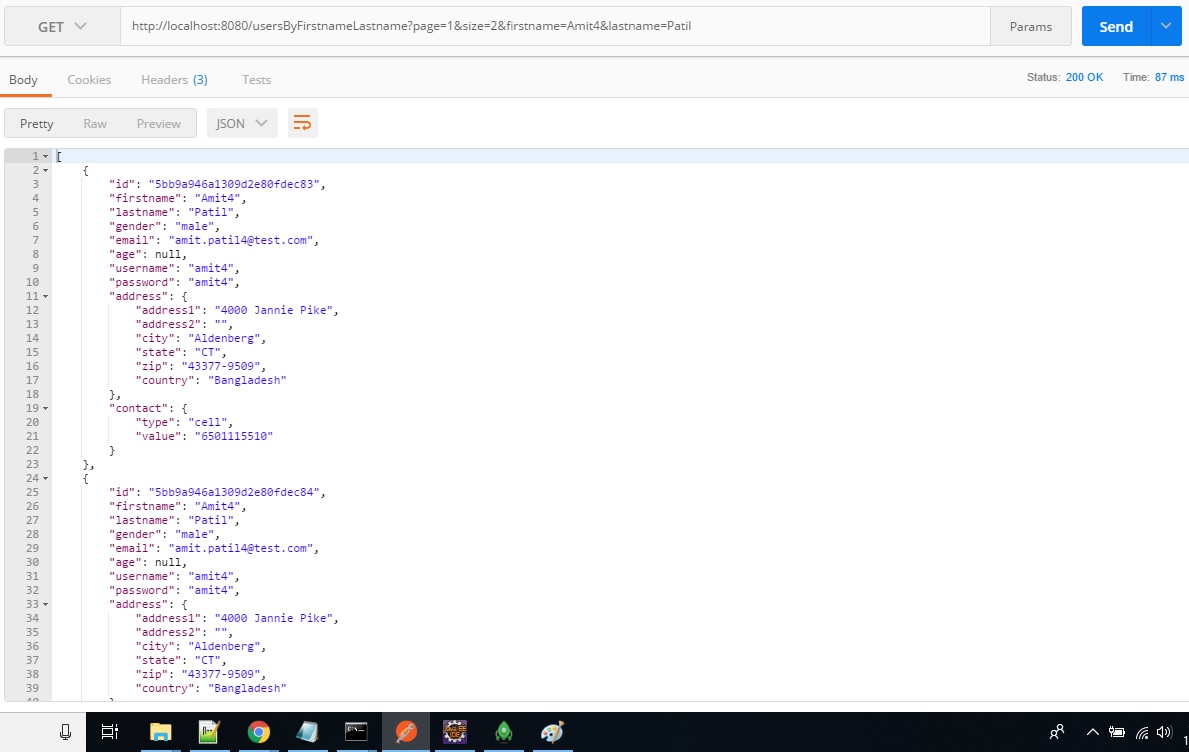 GET
http://localhost:8080/usersByFirstnameLastname?page=1&size=2&firstname=Amit4&lastname=Patil
Params
Send
Body Cookies Headers (3) Tests
Status: 200 OK Time: 87 ms
Pretty Raw Preview JSON
1 [
2 {
3 "id": "5bb9a946a1309d2e80fdec83",
4 "firstname": "Amit4",
5 "lastname": "Patil",
6 "gender": "male",
7 "email": "amit.patil4@test.com",
8 "age": null,
9 "username": "amit4",
10 "password": "amit4",
11 "address": {
12 "address1": "4000 Jannie Pike",
13 "address2": "",
14 "city": "Aldenberg",
15 "state": "CT",
16 "zip": "43377-9509",
17 "country": "Bangladesh"
18 },
19 "contact": {
20 "type": "cell",
21 "value": "6501115510"
22 }
23 },
24 {
25 "id": "5bb9a946a1309d2e80fdec84",
26 "firstname": "Amit4",
27 "lastname": "Patil",
28 "gender": "male",
29 "email": "amit.patil4@test.com",
30 "age": null,
31 "username": "amit4",
32 "password": "amit4",
33 "address": {
34 "address1": "4000 Jannie Pike",
35 "address2": "",
36 "city": "Aldenberg",
37 "state": "CT",
38 "zip": "43377-9509",
39 "country": "Bangladesh"